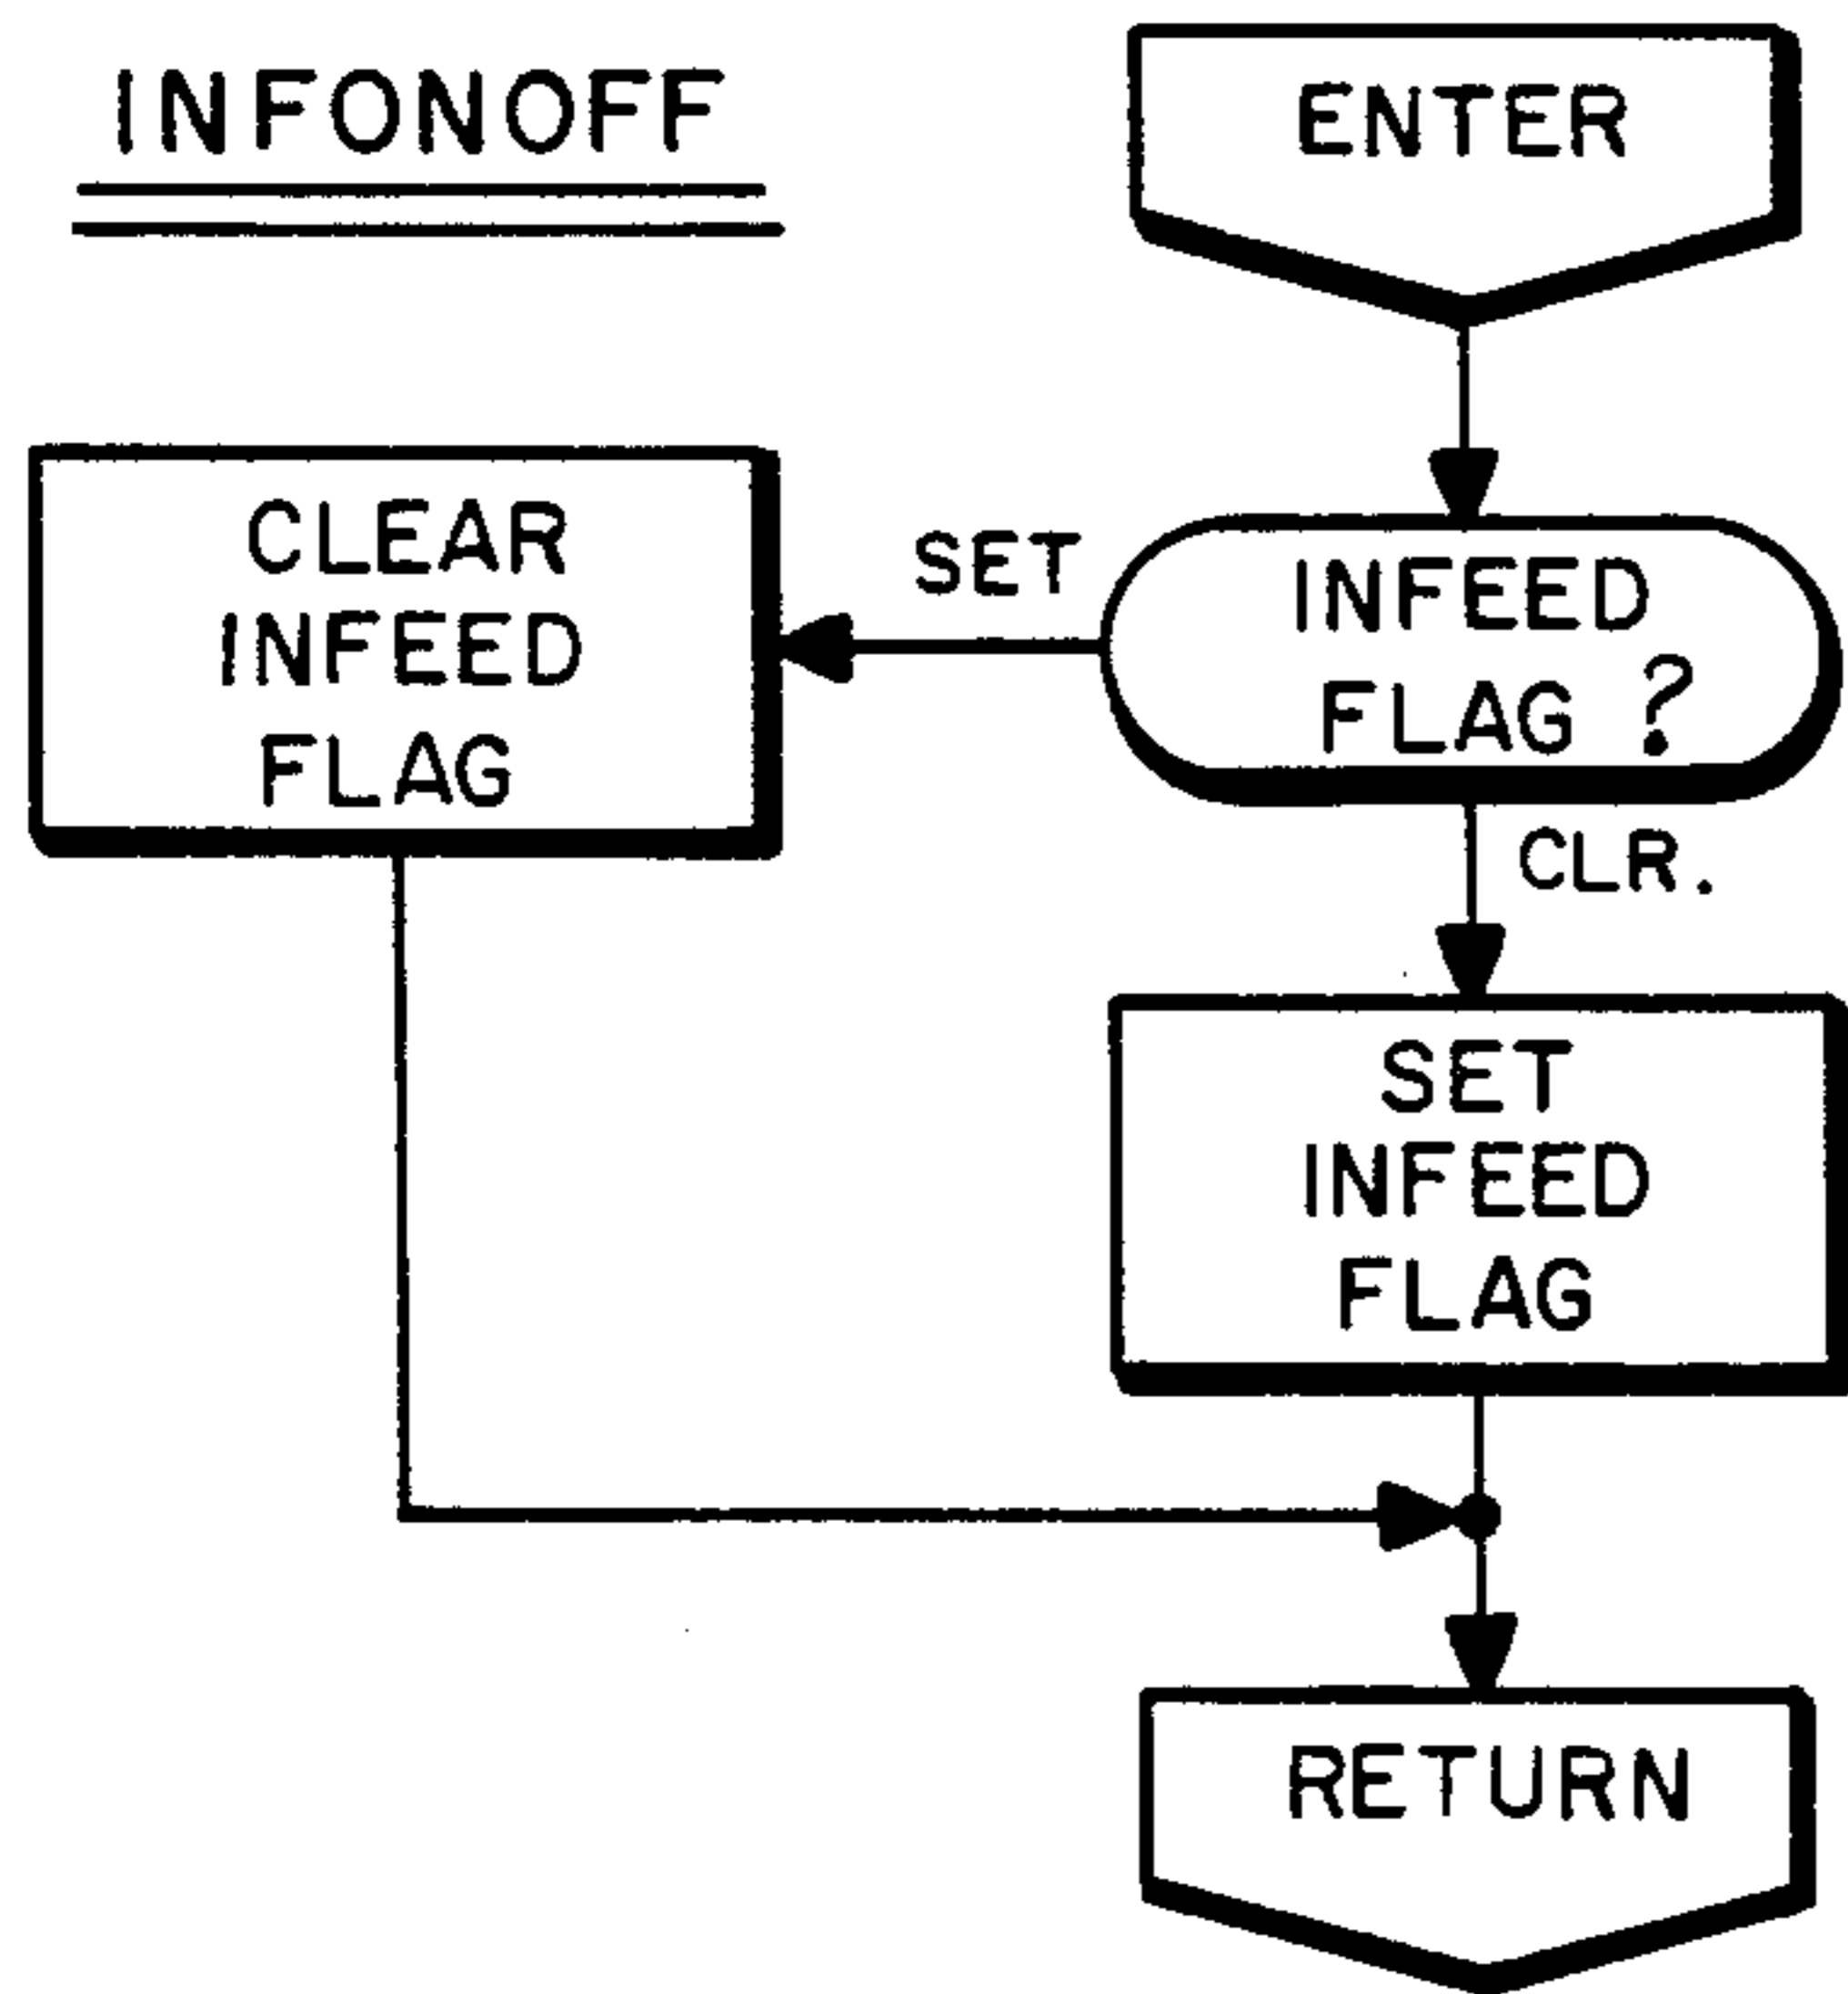 INFONOFF
ENTER
INFEED
FLAG ?
SET
CLEAR
INFEED
FLAG
CLR.
SET
INFEED
FLAG
RETURN